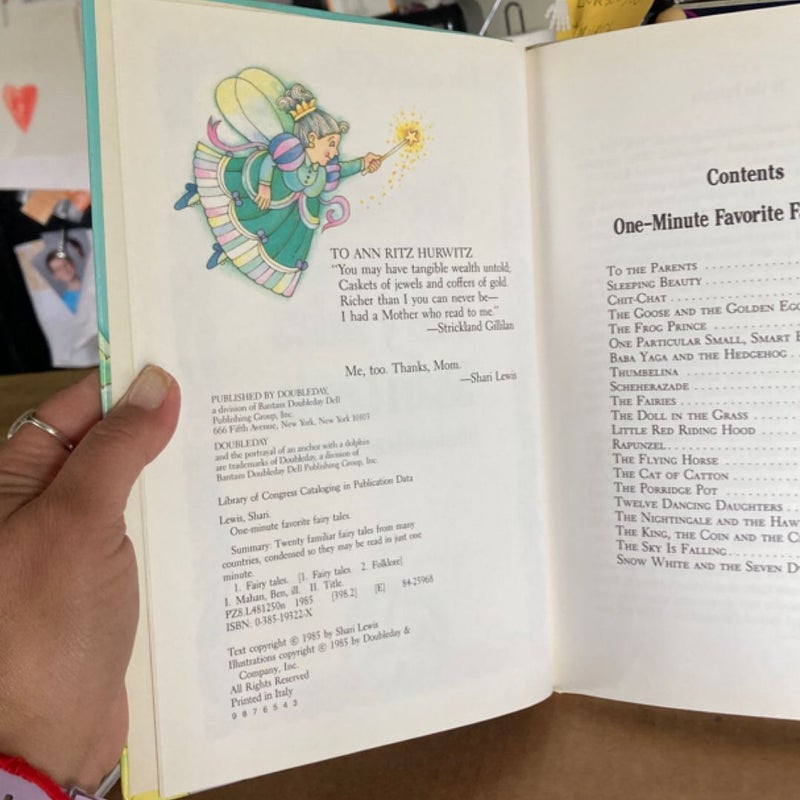 TO ANN RITZ HURWITZ
“You may have tangible wealth untold;
Caskets of jewels and coffers of gold.
Richer than I you can never be—
I had a Mother who read to me.”
—Strickland Gillilan
Me, too. Thanks, Mom.
—Shari Lewis
PUBLISHED BY DOUBLEDAY,
a division of Bantam Doubleday Dell
Publishing Group, Inc.
666 Fifth Avenue, New York, New York 10103
DOUBLEDAY
and the portrayal of an anchor with a dolphin
are trademarks of Doubleday, a division of
Bantam Doubleday Dell Publishing Group, Inc.
Library of Congress Cataloging in Publication Data
Lewis, Shari.
One-minute favorite fairy tales.
Summary: Twenty familiar fairy tales from many
countries, condensed so they may be read in just one
minute.
1. Fairy tales. [1. Fairy tales. 2. Folklore]
I. Mahan, Ben, ill. II. Title.
PZ8.L481250n 1985 [398.2] [E] 84-25968
ISBN: 0-385-19322-X
Text copyright © 1985 by Shari Lewis
Illustrations copyright © 1985 by Doubleday &
Company, Inc.
All Rights Reserved
Printed in Italy
9 8 7 6 5 4 3
Contents
One-Minute Favorite F
TO THE PARENTS
SLEEPING BEAUTY
CHIT-CHAT
THE GOOSE AND THE GOLDEN EGG
THE FROG PRINCE
ONE PARTICULAR SMALL, SMART
BABA YAGA AND THE HEDGEHOG
THUMBELINA
SCHEHERAZADE
THE FAIRIES
THE DOLL IN THE GRASS
LITTLE RED RIDING HOOD
RAPUNZEL
THE FLYING HORSE
THE CAT OF CATTON
THE PORRIDGE POT
TWELVE DANCING DAUGHTERS
THE NIGHTINGALE AND THE HAW
THE KING, THE COIN AND THE C
THE SKY IS FALLING
SNOW WHITE AND THE SEVEN D